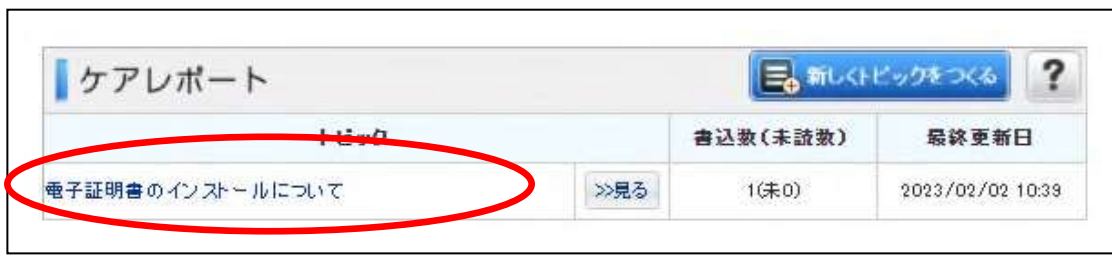 ケアレポート
新しくトピックをつくる
?
トピック 書込数(未読数) 最終更新日
電子証明書のインストールについて >>見る 1(未0) 2023/02/02 10:39